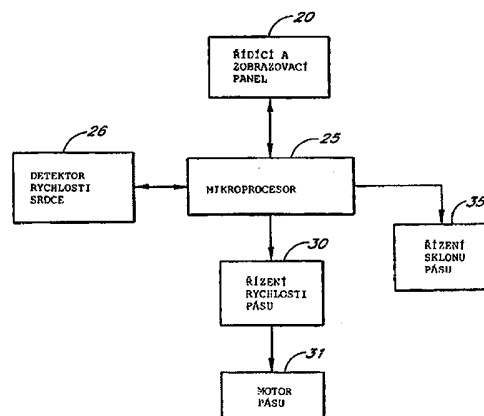 20
ŘÍDÍCÍ A
ZOBRAZOVACÍ
PANEL
26
DETEKTOR
RYCHLOSTI
SRDCE
25
MIKROPROCESOR
35
ŘÍZENÍ
SKLONU
PÁSU
30
ŘÍZENÍ
RYCHLOSTI
PÁSU
31
MOTOR
PÁSU